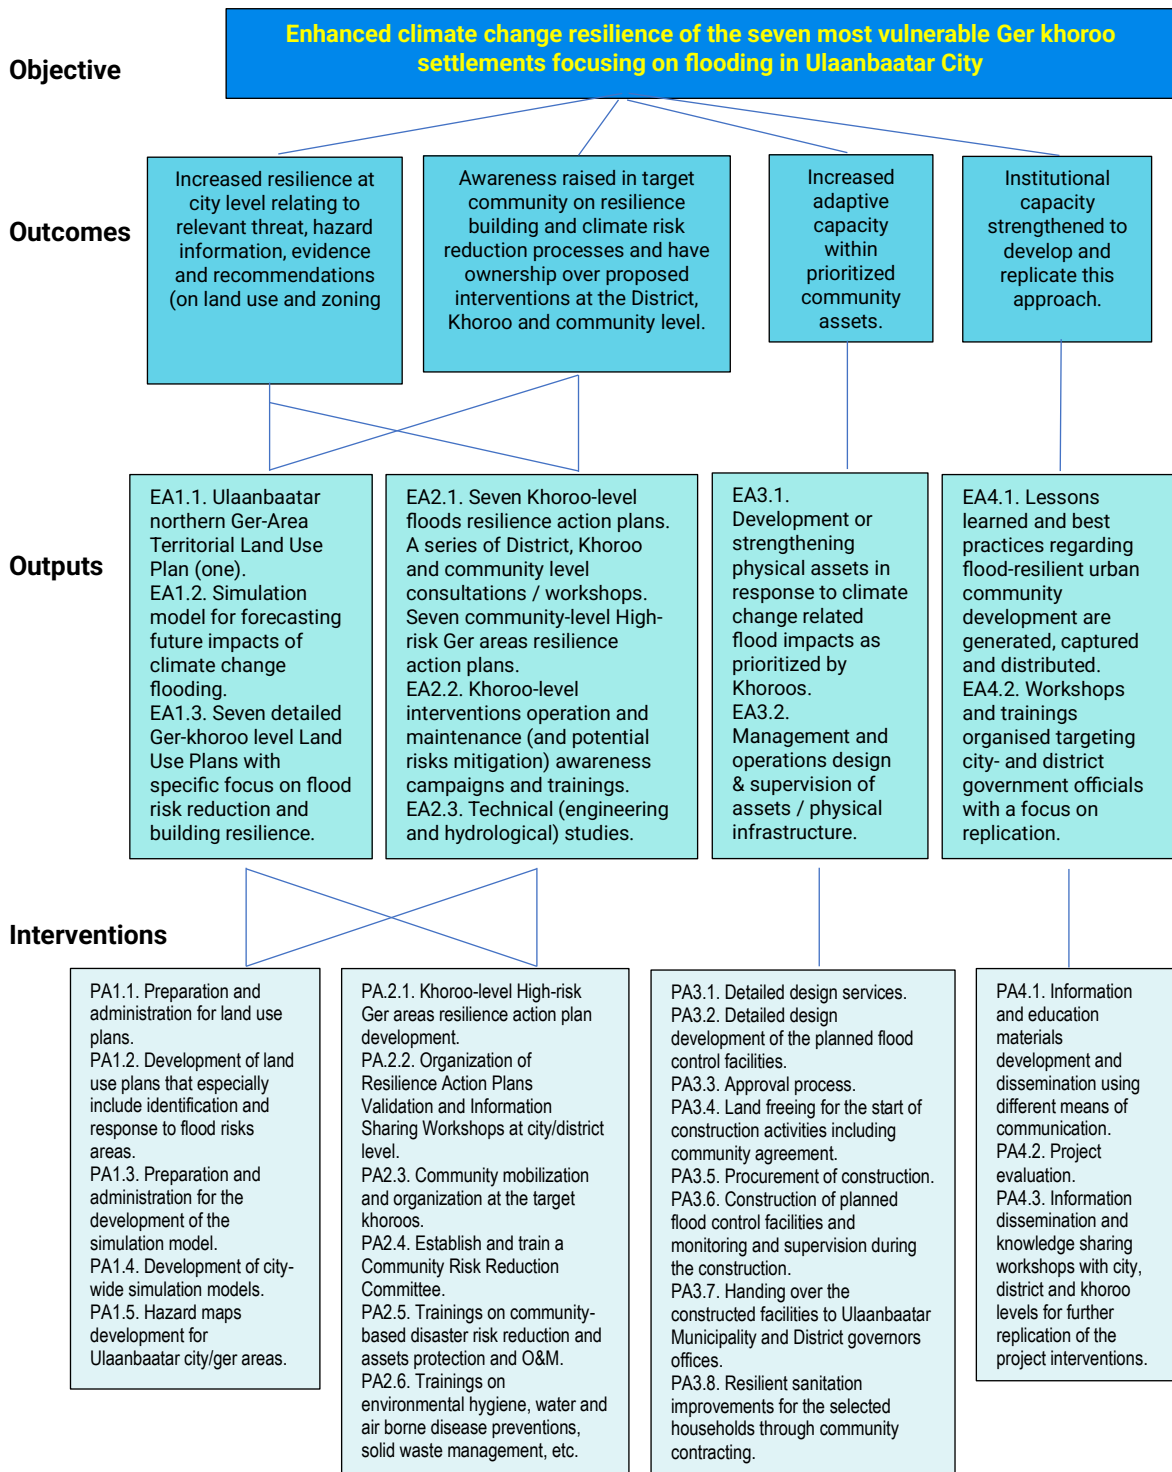 Enhanced climate change resilience of the seven most vulnerable Ger khoroo
settlements focusing on flooding in Ulaanbaatar City
Objective
Outcomes
Increased resilience at
city level relating to
relevant threat, hazard
information, evidence
and recommendations
(on land use and zoning
Awareness raised in target
community on resilience
building and climate risk
reduction processes and have
ownership over proposed
interventions at the District,
Khoroo and community level.
Increased
adaptive
capacity
within
prioritized
community
assets.
Institutional
capacity
strengthened to
develop and
replicate this
approach.
Outputs
EA1.1. Ulaanbaatar
northern Ger-Area
Territorial Land Use
Plan (one).
EA1.2. Simulation
model for forecasting
future impacts of
climate change
flooding.
EA1.3. Seven detailed
Ger-khoroo level Land
Use Plans with
specific focus on flood
risk reduction and
building resilience.
EA2.1. Seven Khoroo-level
floods resilience action plans.
A series of District, Khoroo
and community level
consultations / workshops.
Seven community-level High-
risk Ger areas resilience
action plans.
EA2.2. Khoroo-level
interventions operation and
maintenance (and potential
risks mitigation) awareness
campaigns and trainings.
EA2.3. Technical (engineering
and hydrological) studies.
EA3.1.
Development or
strengthening
physical assets in
response to climate
change related
flood impacts as
prioritized by
Khoroos.
EA3.2.
Management and
operations design
& supervision of
assets / physical
infrastructure.
EA4.1. Lessons
learned and best
practices regarding
flood-resilient urban
community
development are
generated, captured
and distributed.
EA4.2. Workshops
and trainings
organised targeting
city- and district
government officials
with a focus on
replication.
Interventions
PA1.1. Preparation and
administration for land use
plans.
PA1.2. Development of land
use plans that especially
include identification and
response to flood risks
areas.
PA1.3. Preparation and
administration for the
development of the
simulation model.
PA1.4. Development of city-
wide simulation models.
PA1.5. Hazard maps
development for
Ulaanbaatar city/ger areas.
PA.2.1. Khoroo-level High-risk
Ger areas resilience action plan
development.
PA.2.2. Organization of
Resilience Action Plans
Validation and Information
Sharing Workshops at city/district
level.
PA2.3. Community mobilization
and organization at the target
khoroos.
PA2.4. Establish and train a
Community Risk Reduction
Committee.
PA2.5. Trainings on community-
based disaster risk reduction and
assets protection and O&M.
PA2.6. Trainings on
environmental hygiene, water and
air borne disease preventions,
solid waste management, etc.
PA3.1. Detailed design services.
PA3.2. Detailed design
development of the planned flood
control facilities.
PA3.3. Approval process.
PA3.4. Land freeing for the start of
construction activities including
community agreement.
PA3.5. Procurement of construction.
PA3.6. Construction of planned
flood control facilities and
monitoring and supervision during
the construction.
PA3.7. Handing over the
constructed facilities to Ulaanbaatar
Municipality and District governors
offices.
PA3.8. Resilient sanitation
improvements for the selected
households through community
contracting.
PA4.1. Information
and education
materials
development and
dissemination using
different means of
communication.
PA4.2. Project
evaluation.
PA4.3. Information
dissemination and
knowledge sharing
workshops with city,
district and khoroo
levels for further
replication of the
project interventions.